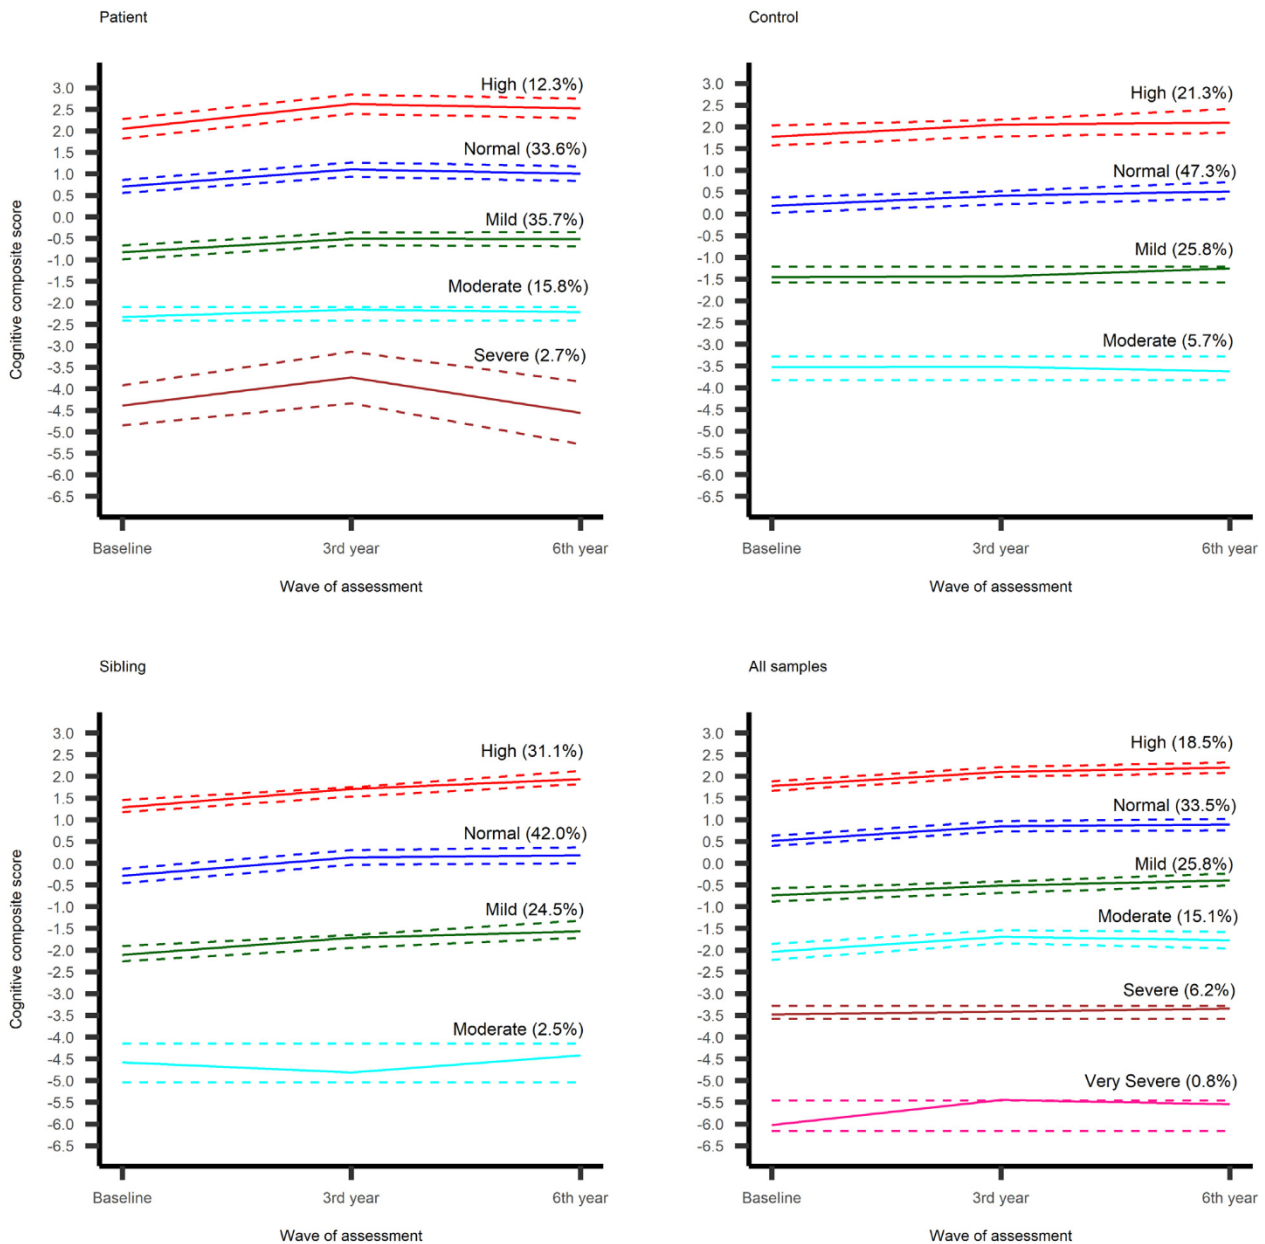 Patient
Cognitive composite score
3.0
2.5
2.0
1.5
1.0
0.5
0.0
-0.5
-1.0
-1.5
-2.0
-2.5
-3.0
-3.5
-4.0
-4.5
-5.0
-5.5
-6.0
-6.5
High (12.3%)
Normal (33.6%)
Mild (35.7%)
Moderate (15.8%)
Severe (2.7%)
Baseline
3rd year
6th year
Wave of assessment
Control
3.0
2.5
2.0
1.5
1.0
0.5
0.0
-0.5
-1.0
-1.5
-2.0
-2.5
-3.0
-3.5
-4.0
-4.5
-5.0
-5.5
-6.0
-6.5
High (21.3%)
Normal (47.3%)
Mild (25.8%)
Moderate (5.7%)
Baseline
3rd year
6th year
Wave of assessment
Sibling
Cognitive composite score
3.0
2.5
2.0
1.5
1.0
0.5
0.0
-0.5
-1.0
-1.5
-2.0
-2.5
-3.0
-3.5
-4.0
-4.5
-5.0
-5.5
-6.0
-6.5
High (31.1%)
Normal (42.0%)
Mild (24.5%)
Moderate (2.5%)
Baseline
3rd year
6th year
Wave of assessment
All samples
3.0
2.5
2.0
1.5
1.0
0.5
0.0
-0.5
-1.0
-1.5
-2.0
-2.5
-3.0
-3.5
-4.0
-4.5
-5.0
-5.5
-6.0
-6.5
High (18.5%)
Normal (33.5%)
Mild (25.8%)
Moderate (15.1%)
Severe (6.2%)
Very Severe (0.8%)
Baseline
3rd year
6th year
Wave of assessment